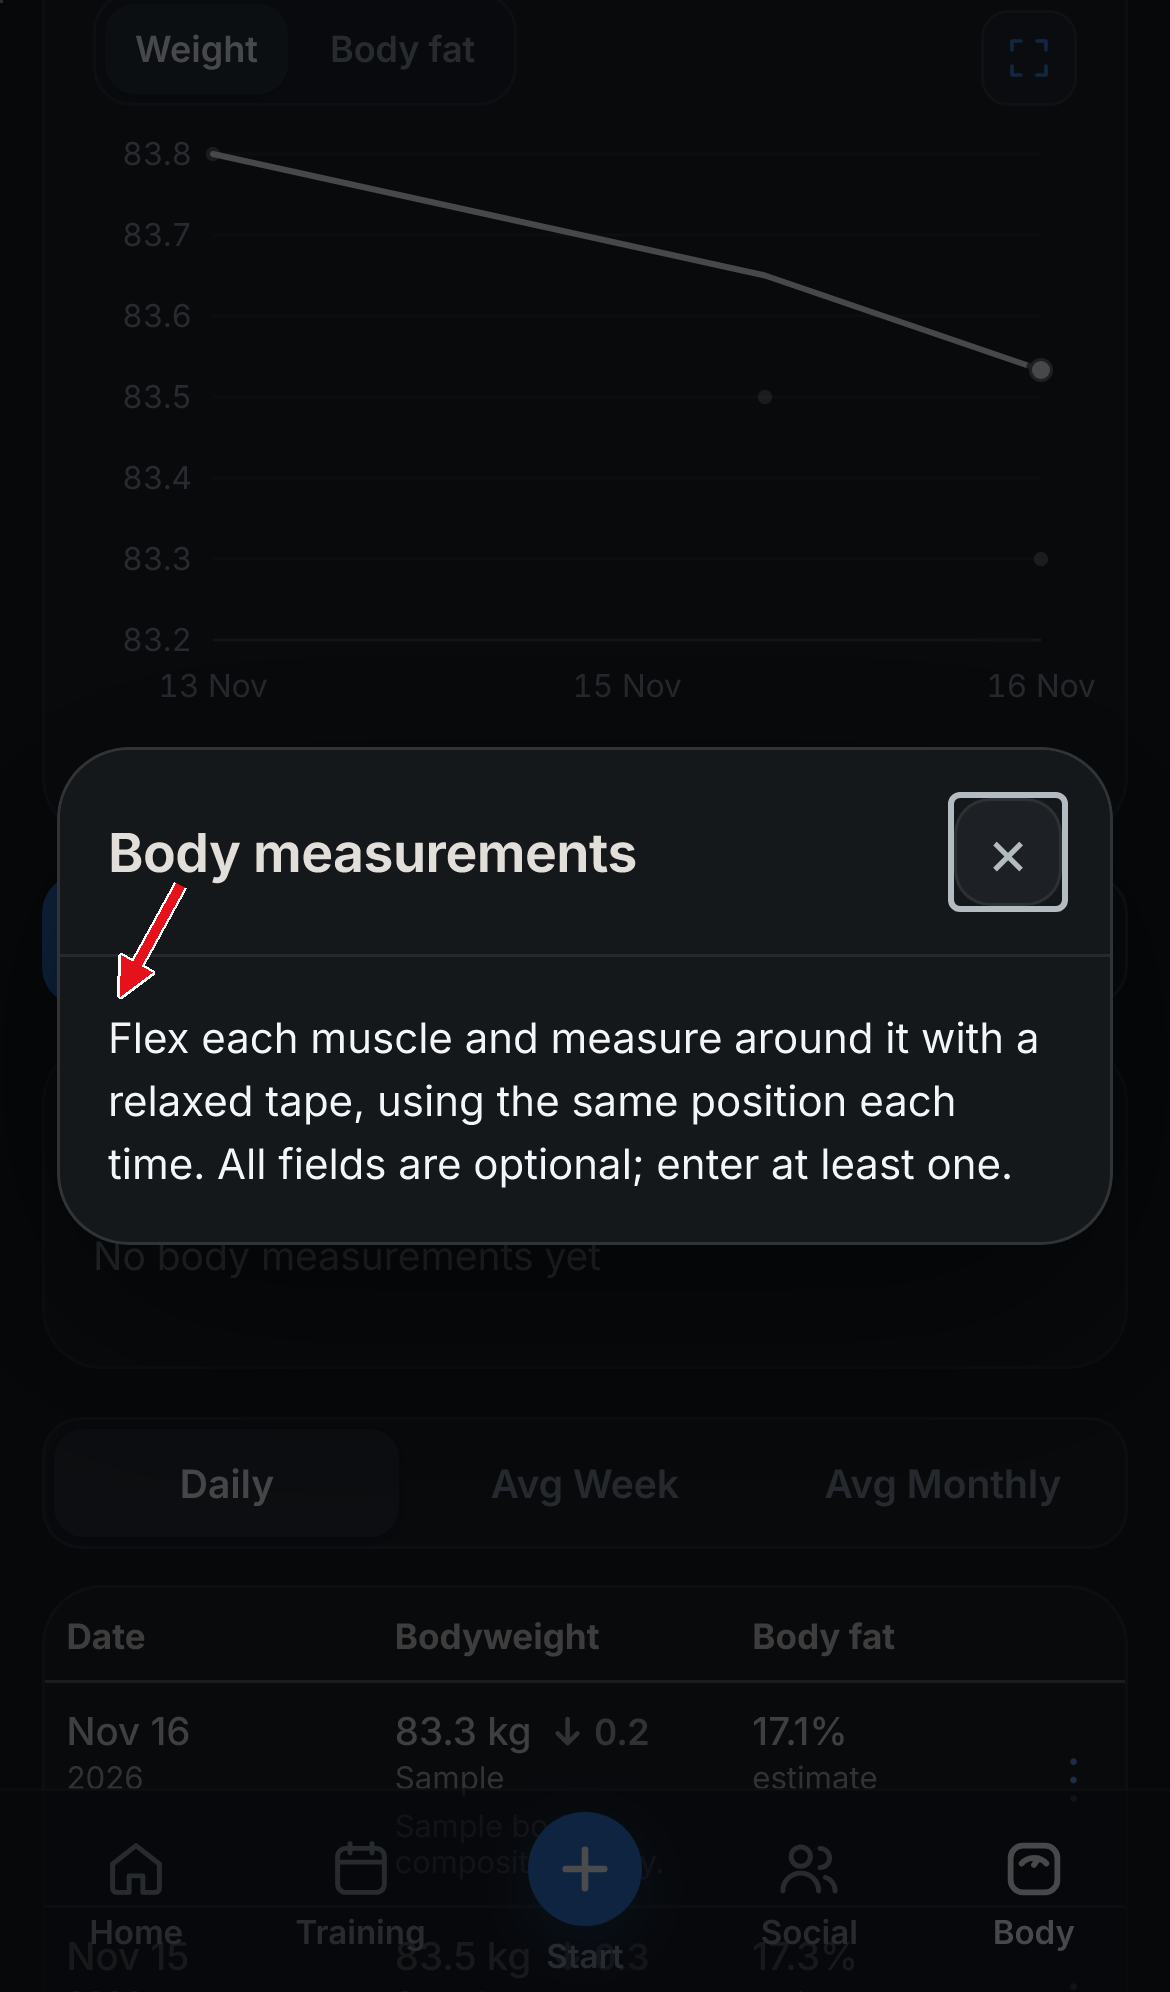 Weight Body fat
83.8
83.7
83.6
83.5
83.4
83.3
83.2
13 Nov 15 Nov 16 Nov
Body measurements
Flex each muscle and measure around it with a
relaxed tape, using the same position each
time. All fields are optional; enter at least one.
No body measurements yet
Daily Avg Week Avg Monthly
Date Bodyweight Body fat
Nov 16 83.3 kg ↓ 0.2 17.1%
2026 Sample estimate
Sample
Home Training Start Social Body
Nov 15 83.5 kg 17.3%